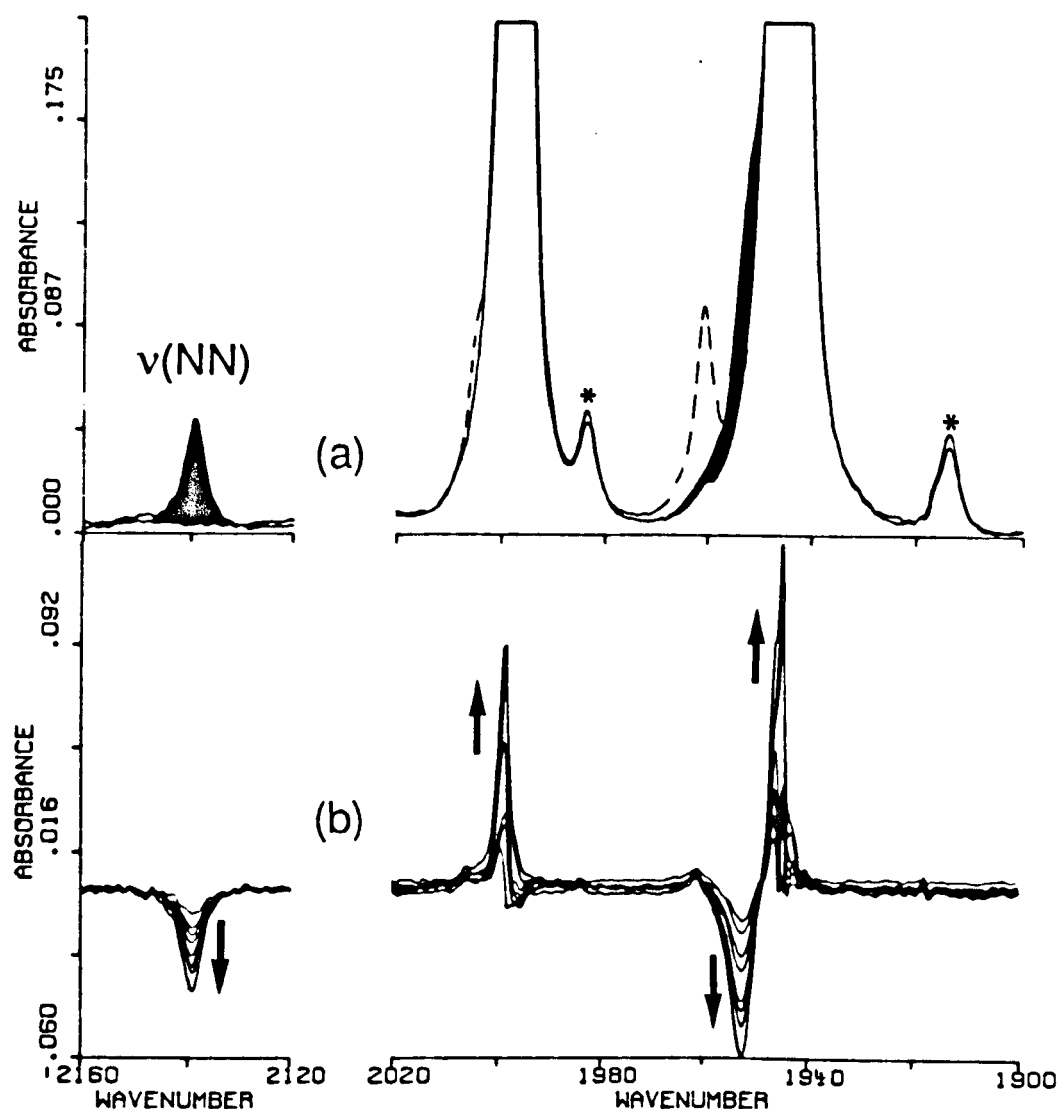 ABSORBANCE
.175
.087
.000
ν(NN)
(a)
*
*
2160
2120
2020
1980
1940
1900
ABSORBANCE
.092
.016
.060
(b)
WAVENUMBER
WAVENUMBER